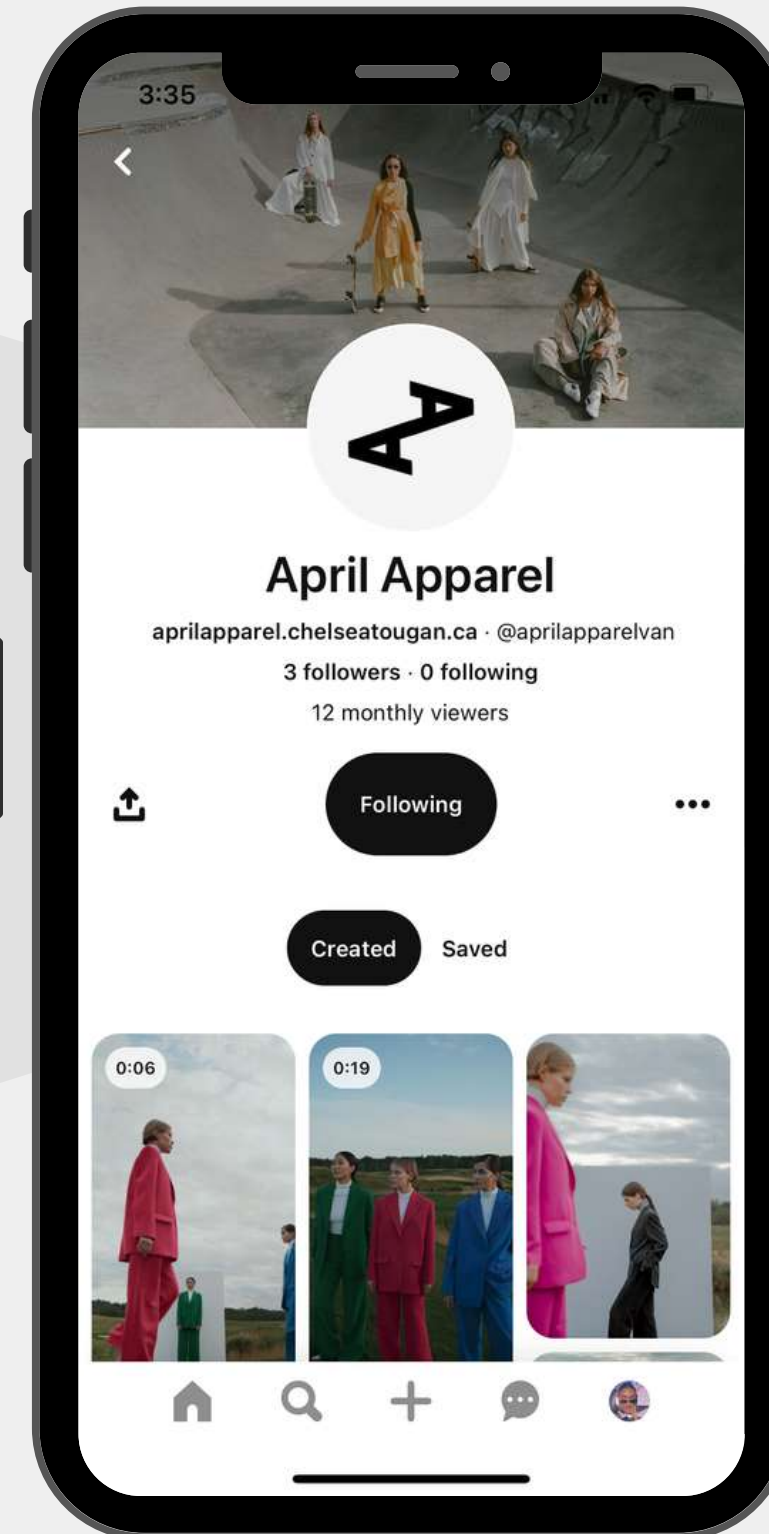 3:35
April Apparel
aprilapparel.chelseatougan.ca · @aprilapparelvan
3 followers · 0 following
12 monthly viewers
Following
Created Saved
0:06 0:19